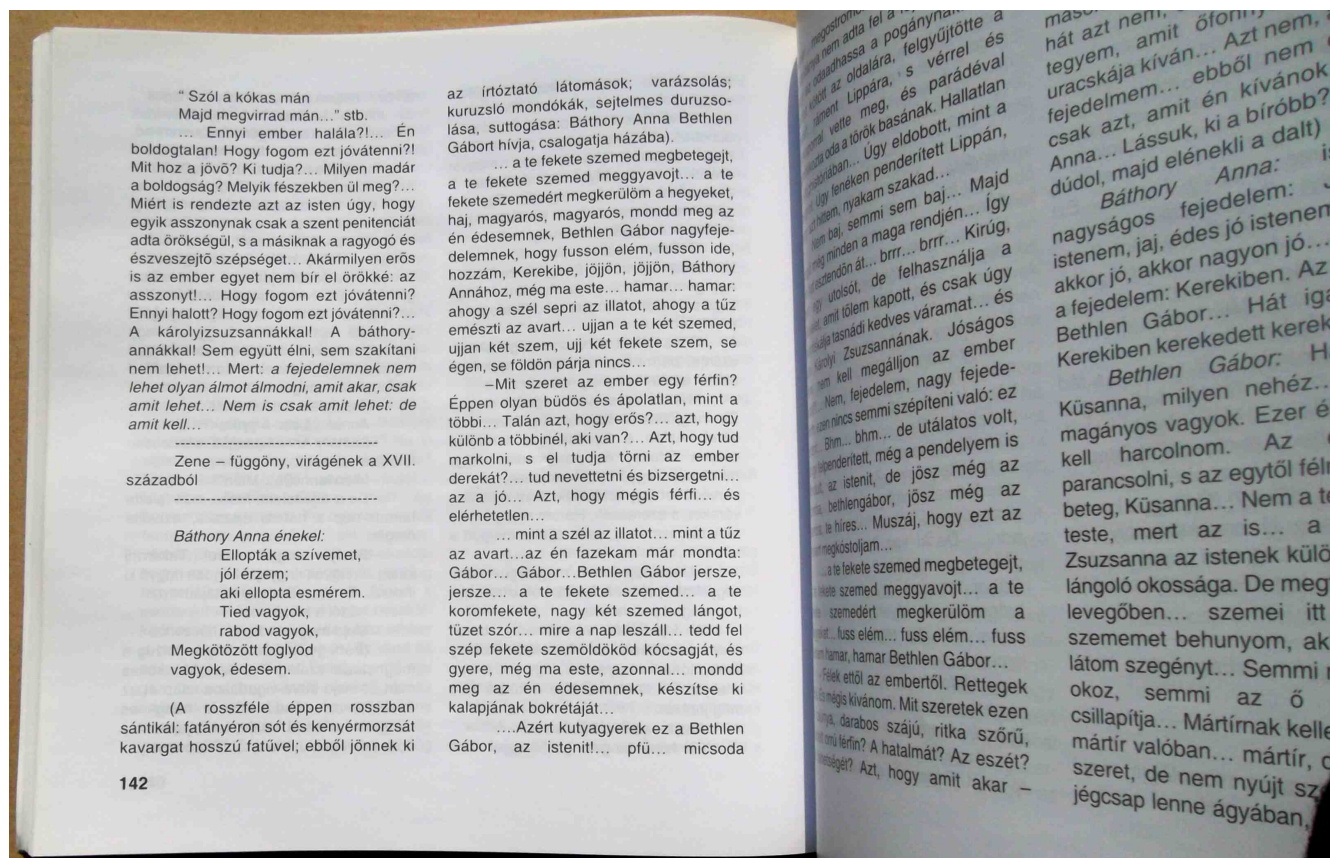 “ Szól a kókas mán
Majd megvirrad mán...” stb.
... Ennyi ember halála?!... Én
boldogtalan! Hogy fogom ezt jóvátenni?!
Mit hoz a jövő? Ki tudja?... Milyen madár
a boldogság? Melyik fészekben ül meg?...
Miért is rendezte azt az isten úgy, hogy
egyik asszonynak csak a szent penitenciát
adta örökségül, s a másiknak a ragyogó és
észveszejtő szépséget... Akármilyen erős
is az ember egyet nem bír el örökké: az
asszonyt!... Hogy fogom ezt jóvátenni?
Ennyi halott? Hogy fogom ezt jóvátenni?...
A károlyizsuzsannákkal! A báthory-
annákkal! Sem együtt élni, sem szakítani
nem lehet!... Mert: a fejedelemnek nem
lehet olyan álmot álmodni, amit akar, csak
amit lehet... Nem is csak amit lehet: de
amit kell...
Zene – függöny, virágének a XVII.
századból
Báthory Anna énekel:
Ellopták a szívemet,
jól érzem;
aki ellopta esmérem.
Tied vagyok,
rabod vagyok,
Megkötözött foglyod
vagyok, édesem.
(A rosszféle éppen rosszban
sántikál: fatányéron sót és kenyérmorzsát
kavargat hosszú fatűvel; ebből jönnek ki
142
az írtóztató látomások; varázsolás;
kuruzsló mondókák, sejtelmes duruzso-
lása, suttogása: Báthory Anna Bethlen
Gábort hívja, csalogatja házába).
... a te fekete szemed megbetegejt,
a te fekete szemed meggyavojt... a te
fekete szemedért megkerülöm a hegyeket,
haj, magyarós, magyarós, mondd meg az
én édesemnek, Bethlen Gábor nagyfeje-
delemnek, hogy fusson elém, fusson ide,
hozzám, Kerekibe, jöjjön, jöjjön, Báthory
Annához, még ma este... hamar... hamar:
ahogy a szél sepri az illatot, ahogy a tűz
emészti az avart... ujjan a te két szemed,
ujjan két szem, ujj két fekete szem, se
égen, se földön párja nincs...
–Mit szeret az ember egy férfin?
Éppen olyan büdös és ápolatlan, mint a
többi... Talán azt, hogy erős?... azt, hogy
különb a többinél, aki van?... Azt, hogy tud
markolni, s el tudja törni az ember
derekát?... tud nevettetni és bizsergetni...
az a jó... Azt, hogy mégis férfi... és
elérhetetlen...
... mint a szél az illatot... mint a tűz
az avart...az én fazekam már mondta:
Gábor... Gábor...Bethlen Gábor jersze,
jersze... a te fekete szemed... a te
koromfekete, nagy két szemed lángot,
tüzet szór... mire a nap leszáll... tedd fel
szép fekete szemöldököd kócsagját, és
gyere, még ma este, azonnal... mondd
meg az én édesemnek, készítse ki
kalapjának bokrétáját...
....Azért kutyagyerek ez a Bethlen
Gábor, az istenit!... pfü... micsoda
nem adta fel a
odaadhassa a pogánynak
az oldalára, felgyűjtötte a
Lippára, s vérrel és
vette meg, és parádéval
oda a török basának. Hallatlan
Úgy eldobott, mint a
Úgy fenéken penderített Lippán,
hittem, nyakam szakad...
baj, semmi sem baj... Majd
még minden a maga rendjén... Így
át... brrr... brrr... Kirúg,
utolsót, de felhasználja a
amit tőlem kapott, és csak úgy
tasnádi kedves váramat... és
Károlyi Zsuzsannának. Jóságos
kell megálljon az ember
Nem, fejedelem, nagy fejede-
nincs semmi szépíteni való: ez
Bhm... bhm... de utálatos volt,
még a pendelyem is
az istenit, de jösz még az
bethlengábor, jösz még az
te híres... Muszáj, hogy ezt az
megkóstoljam...
...a te fekete szemed megbetegejt,
szemed meggyavojt... a te
szemedért megkerülöm a
fuss elém... fuss elém... fuss
hamar, hamar Bethlen Gábor...
Félek ettől az embertől. Rettegek
És mégis kívánom. Mit szeretek ezen
darabos szájú, ritka szőrű,
férfin? A hatalmát? Az eszét?
Azt, hogy amit akar –
hát azt nem,
tegyem, amit
uracskája kíván... Azt nem,
fejedelmem... ebből nem
csak azt, amit én kívánok
Anna... Lássuk, ki a bíróbb?
dúdol, majd elénekli a dalt)
Báthory Anna:
nagyságos fejedelem:
istenem, jaj, édes jó istenem
akkor jó, akkor nagyon jó...
a fejedelem: Kerekiben. Az
Bethlen Gábor... Hát
Kerekiben kerekedett
Bethlen Gábor:
Küsanna, milyen nehéz...
magányos vagyok. Ezer
kell harcolnom. Az
parancsolni, s az egytől
beteg, Küsanna... Nem a
teste, mert az is... a
Zsuzsanna az istenek
lángoló okossága. De
levegőben... szemei itt
szememet behunyom,
látom szegényt... Semmi
okoz, semmi az ő
csillapítja... Mártírnak
mártír valóban... mártír,
szeret, de nem nyújt
jégcsap lenne ágyában,